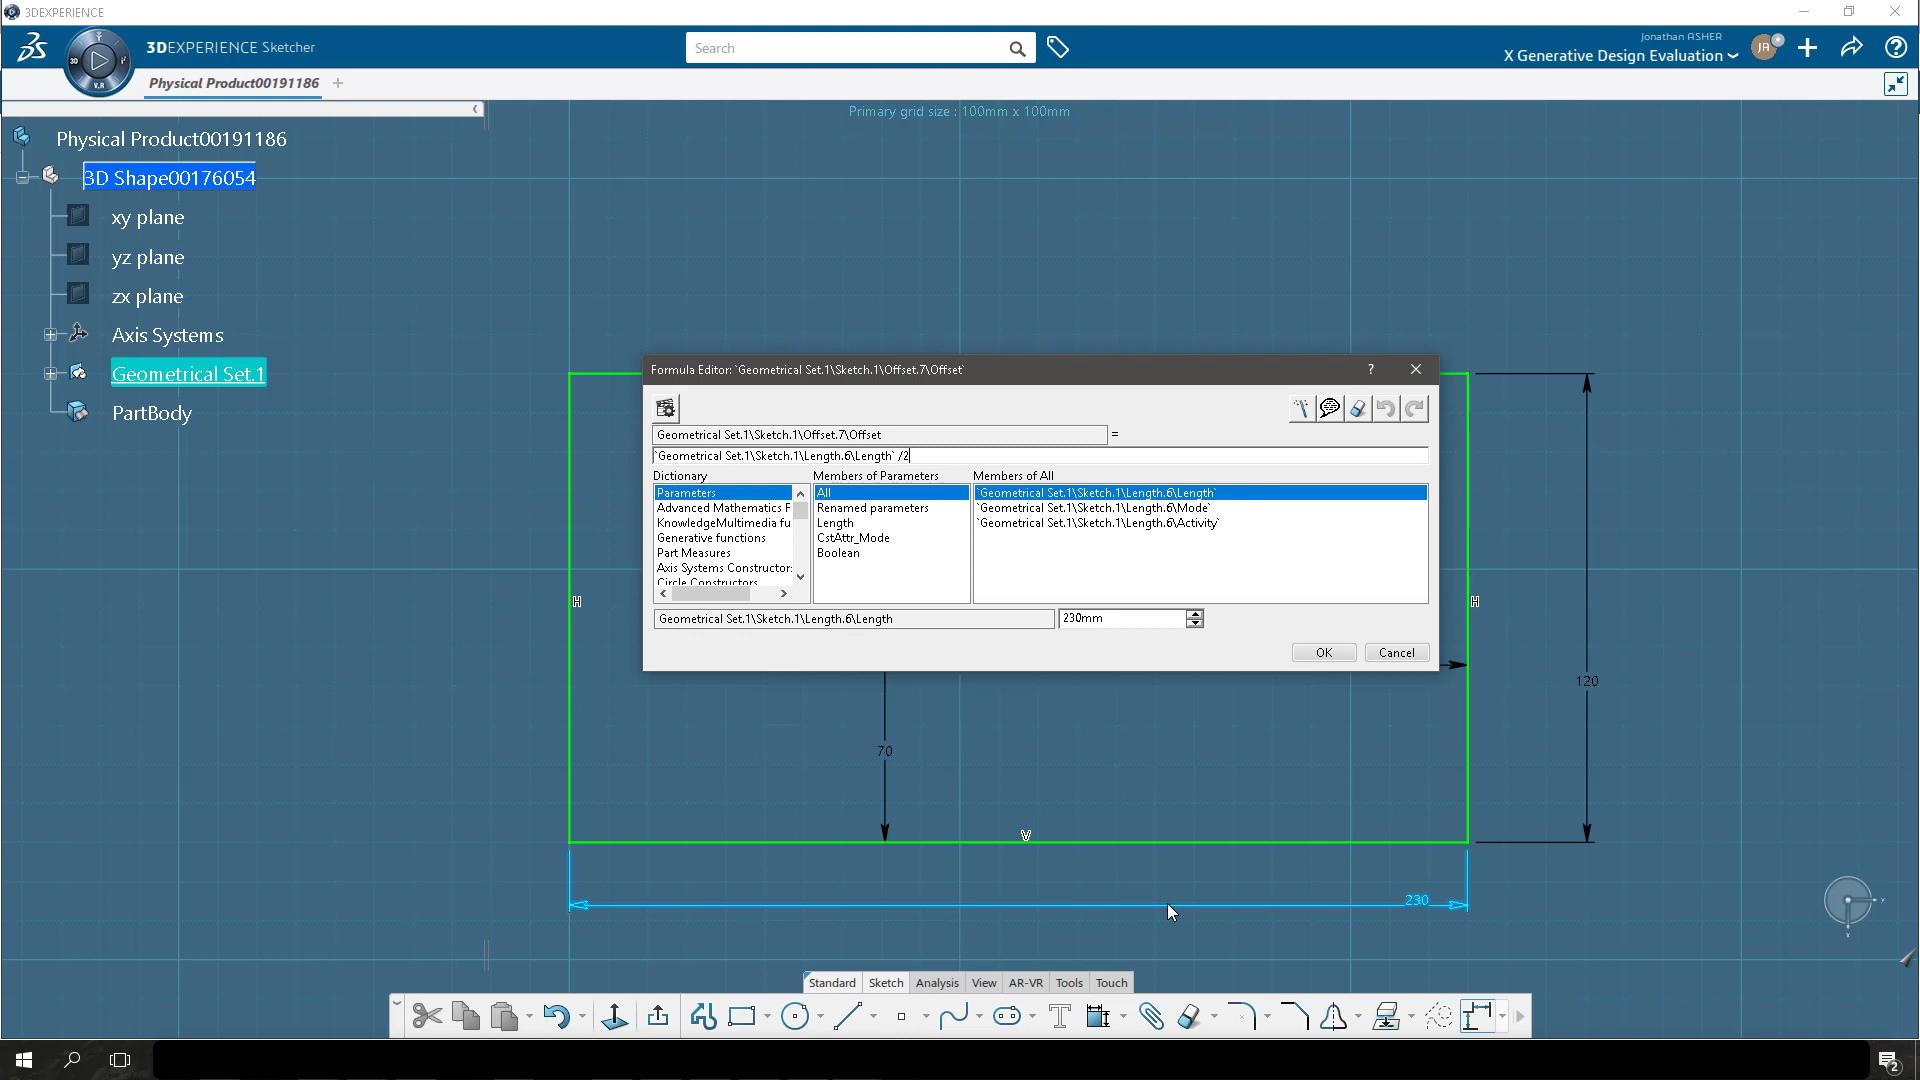 3DEXPERIENCE
3DEXPERIENCE Sketcher
Search
Jonathan ASHER
X Generative Design Evaluation
JA
3D
V.R
Physical Product00191186 +
Primary grid size : 100mm x 100mm
Physical Product00191186
3D Shape00176054
xy plane
yz plane
zx plane
Axis Systems
Geometrical Set.1
PartBody
Formula Editor: `Geometrical Set.1\Sketch.1\Offset.7\Offset`
?
Geometrical Set.1\Sketch.1\Offset.7\Offset =
`Geometrical Set.1\Sketch.1\Length.6\Length` /2
Dictionary
Parameters
Advanced Mathematics F
KnowledgeMultimedia fu
Generative functions
Part Measures
Axis Systems Constructor:
Circle Constructors
Members of Parameters
All
Renamed parameters
Length
CstAttr_Mode
Boolean
Members of All
`Geometrical Set.1\Sketch.1\Length.6\Length`
`Geometrical Set.1\Sketch.1\Length.6\Mode`
`Geometrical Set.1\Sketch.1\Length.6\Activity`
Geometrical Set.1\Sketch.1\Length.6\Length
230mm
OK
Cancel
H
H
V
70
120
230
Standard
Sketch
Analysis
View
AR-VR
Tools
Touch
2